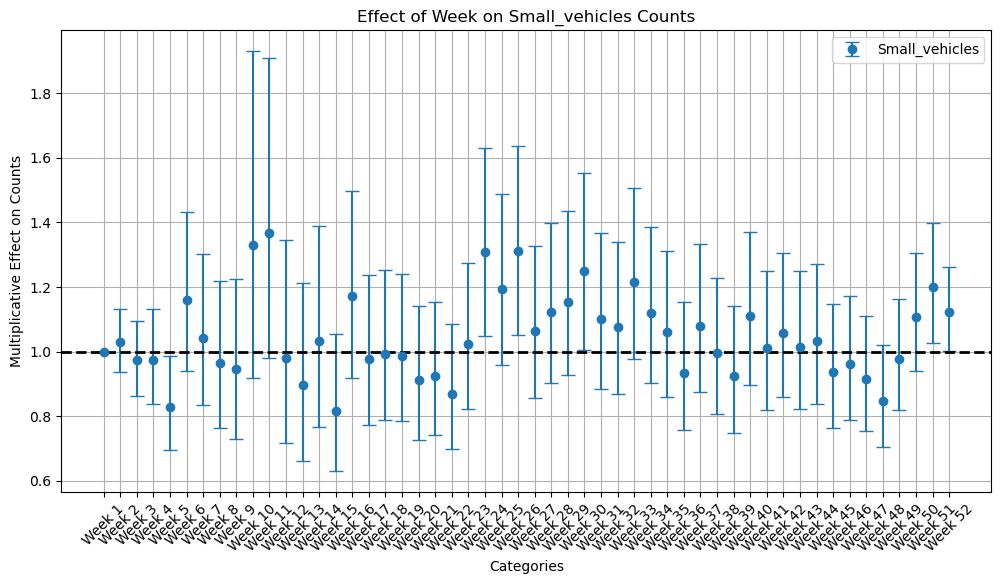 Effect of Week on Small_vehicles Counts
Small_vehicles
Multiplicative Effect on Counts
1.8
1.6
1.4
1.2
1.0
0.8
0.6
Week 1
Week 2
Week 3
Week 4
Week 5
Week 6
Week 7
Week 8
Week 9
Week 10
Week 11
Week 12
Week 13
Week 14
Week 15
Week 16
Week 17
Week 18
Week 19
Week 20
Week 21
Week 22
Week 23
Week 24
Week 25
Week 26
Week 27
Week 28
Week 29
Week 30
Week 31
Week 32
Week 33
Week 34
Week 35
Week 36
Week 37
Week 38
Week 39
Week 40
Week 41
Week 42
Week 43
Week 44
Week 45
Week 46
Week 47
Week 48
Week 49
Week 50
Week 51
Week 52
Categories